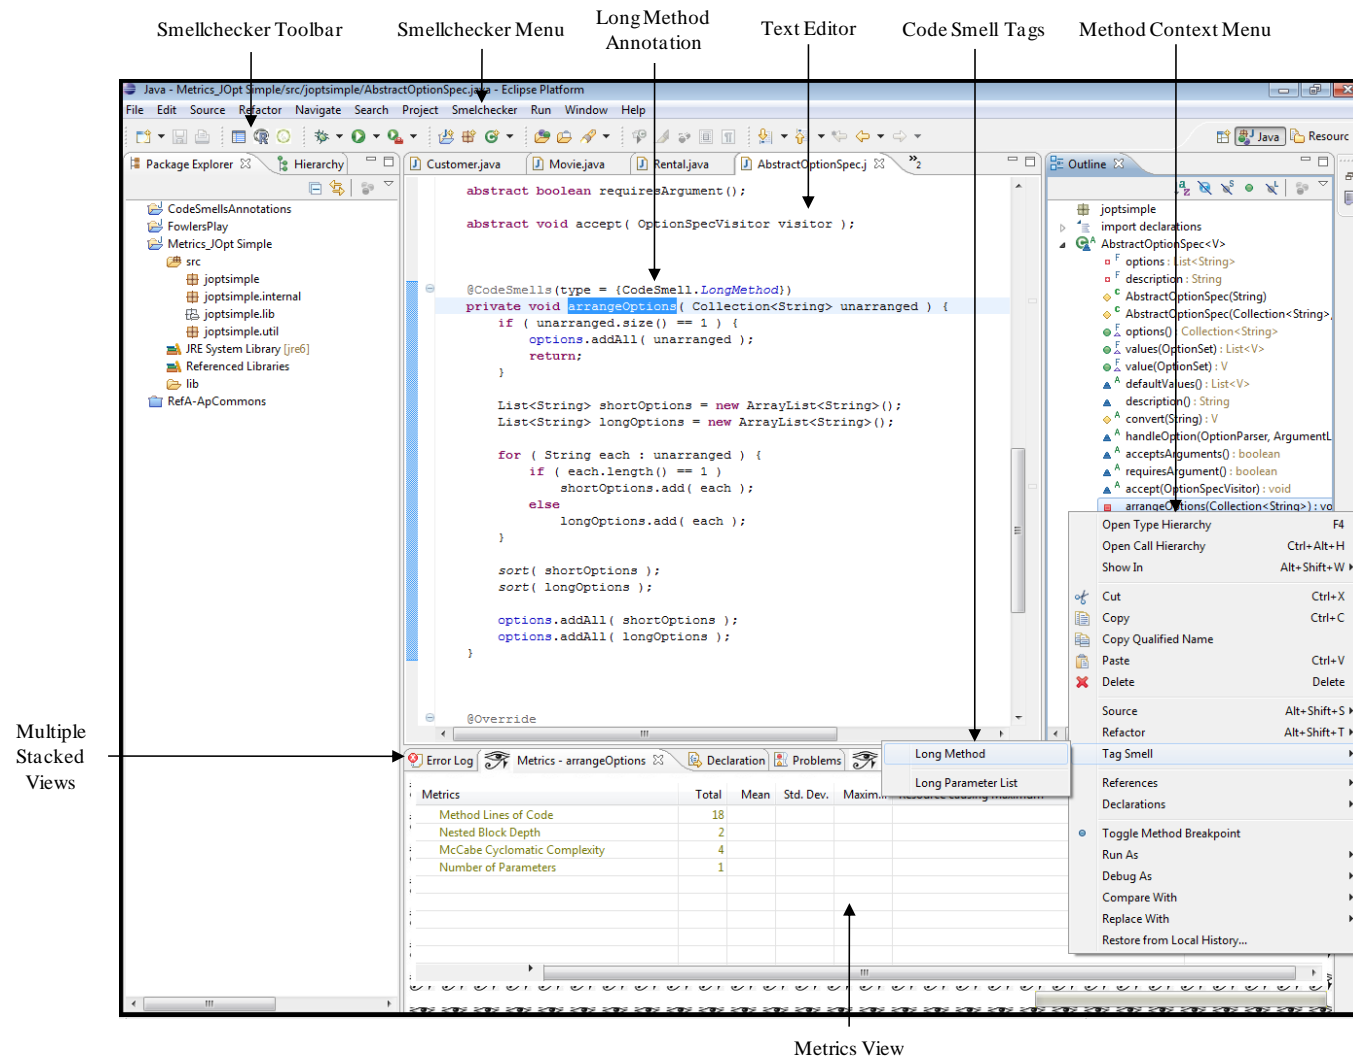 Smellchecker Toolbar
Smellchecker Menu
Long Method
Annotation
Text Editor
Code Smell Tags
Method Context Menu
Java - Metrics_JOpt Simple/src/joptsimple/AbstractOptionSpec.java - Eclipse Platform
File Edit Source Refactor Navigate Search Project Smelchecker Run Window Help
Java
Resourc
Package Explorer
Hierarchy
CodeSmellsAnnotations
FowlersPlay
Metrics_JOpt Simple
src
joptsimple
joptsimple.internal
joptsimple.lib
joptsimple.util
JRE System Library [jre6]
Referenced Libraries
lib
RefA-ApCommons
Customer.java
Movie.java
Rental.java
AbstractOptionSpec.j
»2
abstract boolean requiresArgument();
abstract void accept( OptionSpecVisitor visitor );
@CodeSmells(type = {CodeSmell.LongMethod})
private void arrangeOptions( Collection<String> unarranged ) {
if ( unarranged.size() == 1 ) {
options.addAll( unarranged );
return;
}
List<String> shortOptions = new ArrayList<String>();
List<String> longOptions = new ArrayList<String>();
for ( String each : unarranged ) {
if ( each.length() == 1 )
shortOptions.add( each );
else
longOptions.add( each );
}
sort( shortOptions );
sort( longOptions );
options.addAll( shortOptions );
options.addAll( longOptions );
}
@Override
Outline
joptsimple
import declarations
AbstractOptionSpec<V>
options : List<String>
description : String
AbstractOptionSpec(String)
AbstractOptionSpec(Collection<String>,
options() : Collection<String>
values(OptionSet) : List<V>
value(OptionSet) : V
defaultValues() : List<V>
description() : String
convert(String) : V
handleOption(OptionParser, ArgumentL
acceptsArguments() : boolean
requiresArgument() : boolean
accept(OptionSpecVisitor) : void
arrangeOptions(Collection<String>) : vo
Open Type Hierarchy F4
Open Call Hierarchy Ctrl+Alt+H
Show In Alt+Shift+W
Cut Ctrl+X
Copy Ctrl+C
Copy Qualified Name
Paste Ctrl+V
Delete Delete
Source Alt+Shift+S
Refactor Alt+Shift+T
Tag Smell
References
Declarations
Toggle Method Breakpoint
Run As
Debug As
Compare With
Replace With
Restore from Local History...
Long Method
Long Parameter List
Multiple
Stacked
Views
Error Log
Metrics - arrangeOptions
Declaration
Problems
Metrics Total Mean Std. Dev. Maxim... Resource causing Maximum
Method Lines of Code 18
Nested Block Depth 2
McCabe Cyclomatic Complexity 4
Number of Parameters 1
Metrics View